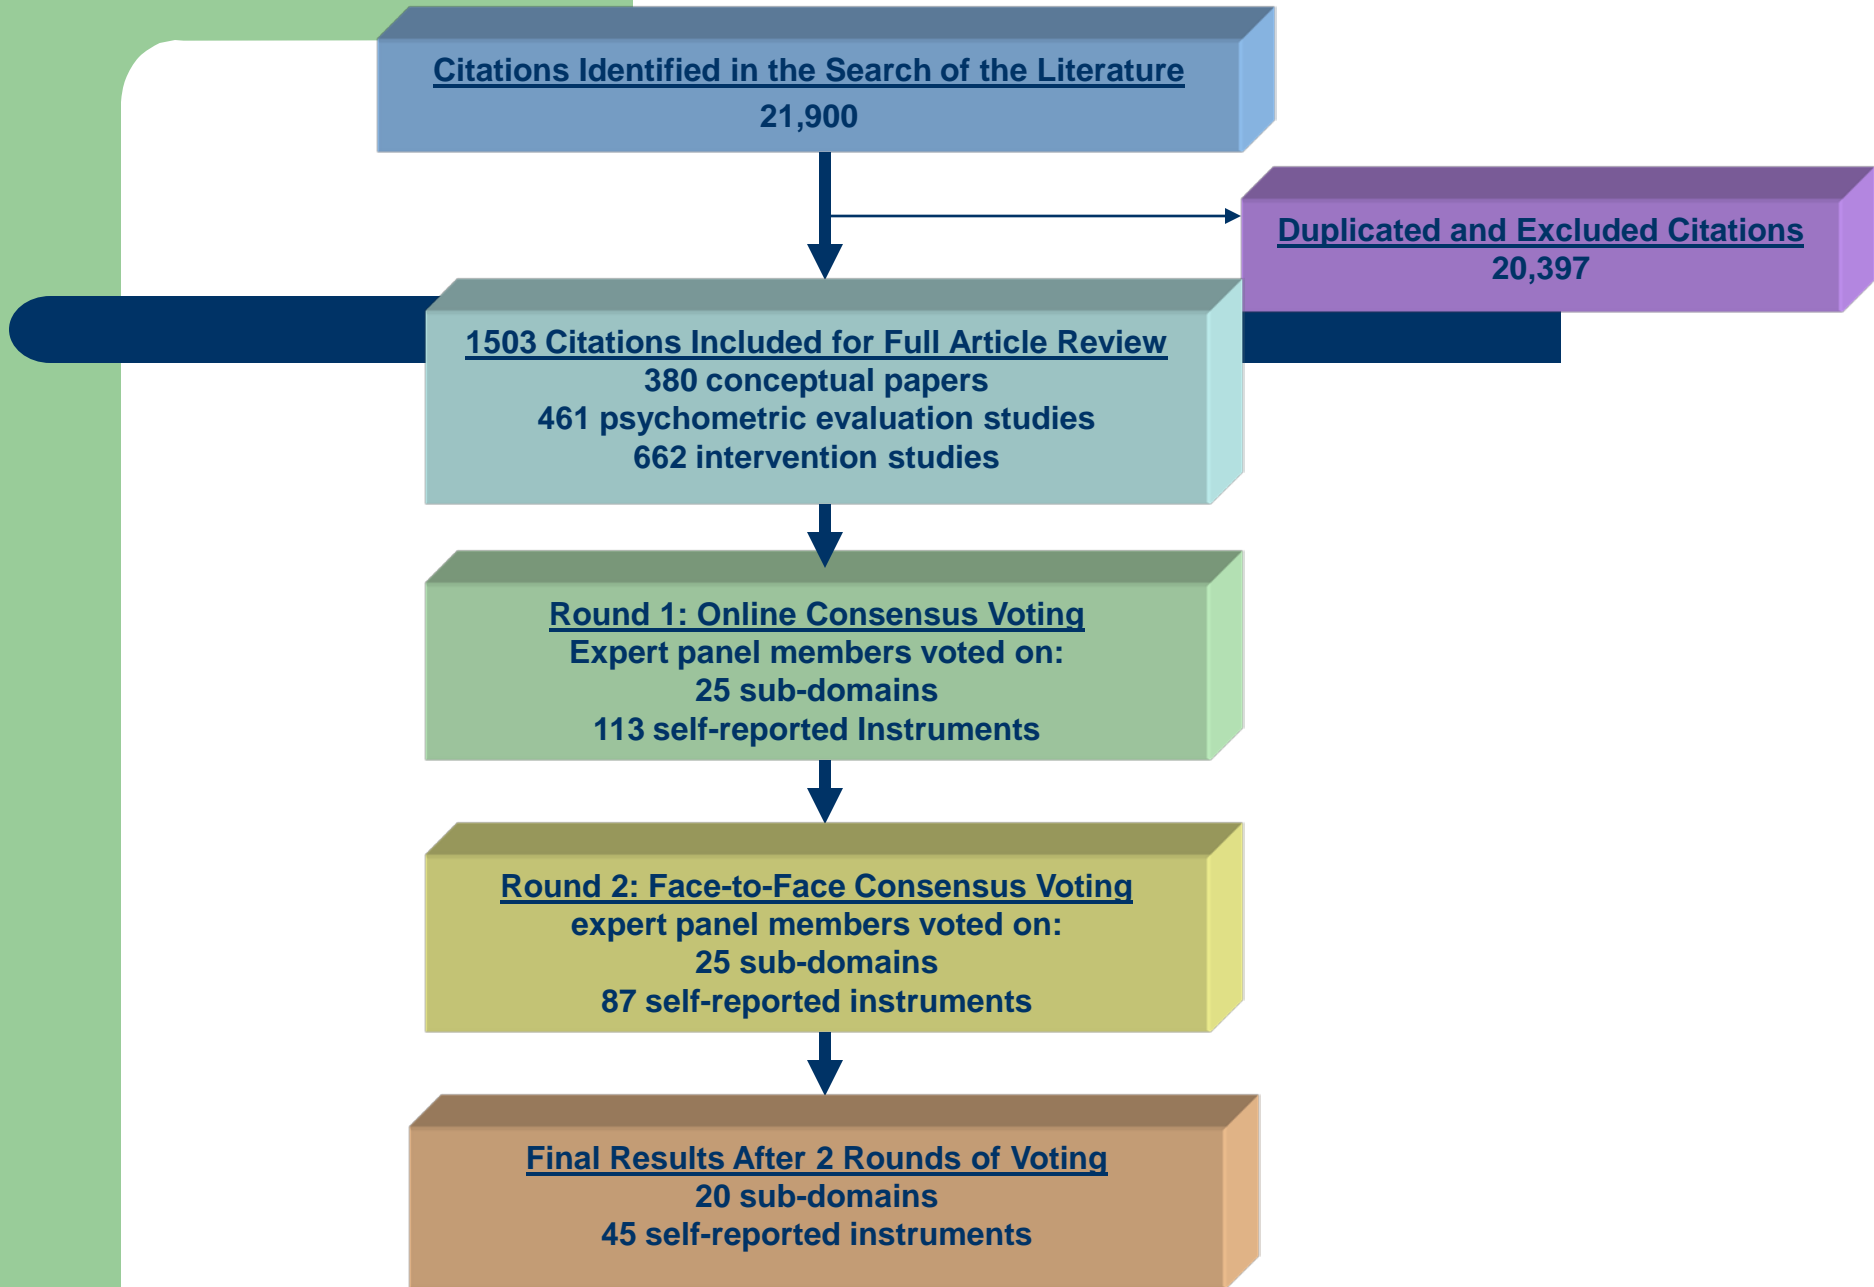 Citations Identified in the Search of the Literature
21,900
Duplicated and Excluded Citations
20,397
1503 Citations Included for Full Article Review
380 conceptual papers
461 psychometric evaluation studies
662 intervention studies
Round 1: Online Consensus Voting
Expert panel members voted on:
25 sub-domains
113 self-reported Instruments
Round 2: Face-to-Face Consensus Voting
expert panel members voted on:
25 sub-domains
87 self-reported instruments
Final Results After 2 Rounds of Voting
20 sub-domains
45 self-reported instruments